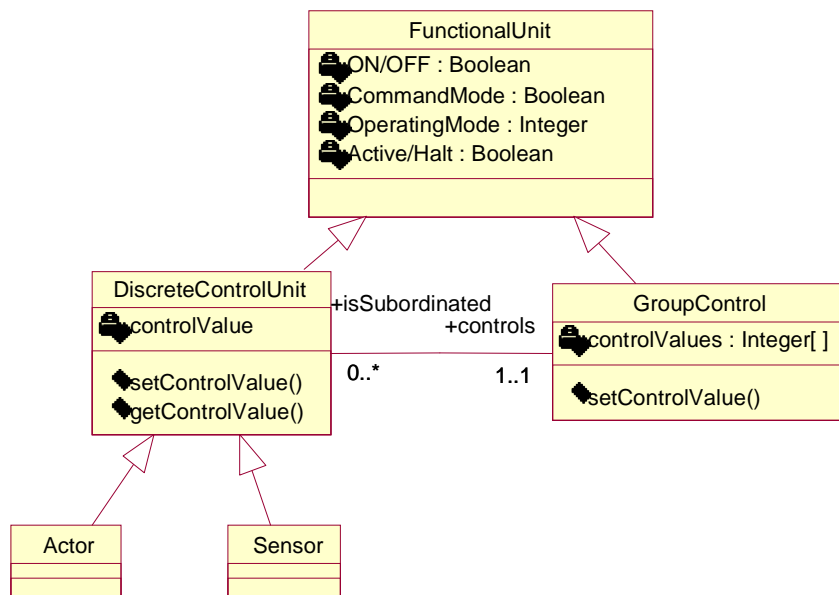 FunctionalUnit
ON/OFF : Boolean
CommandMode : Boolean
OperatingMode : Integer
Active/Halt : Boolean
DiscreteControlUnit
controlValue
setControlValue()
getControlValue()
+isSubordinated
+controls
0..*
1..1
GroupControl
controlValues : Integer[ ]
setControlValue()
Actor
Sensor